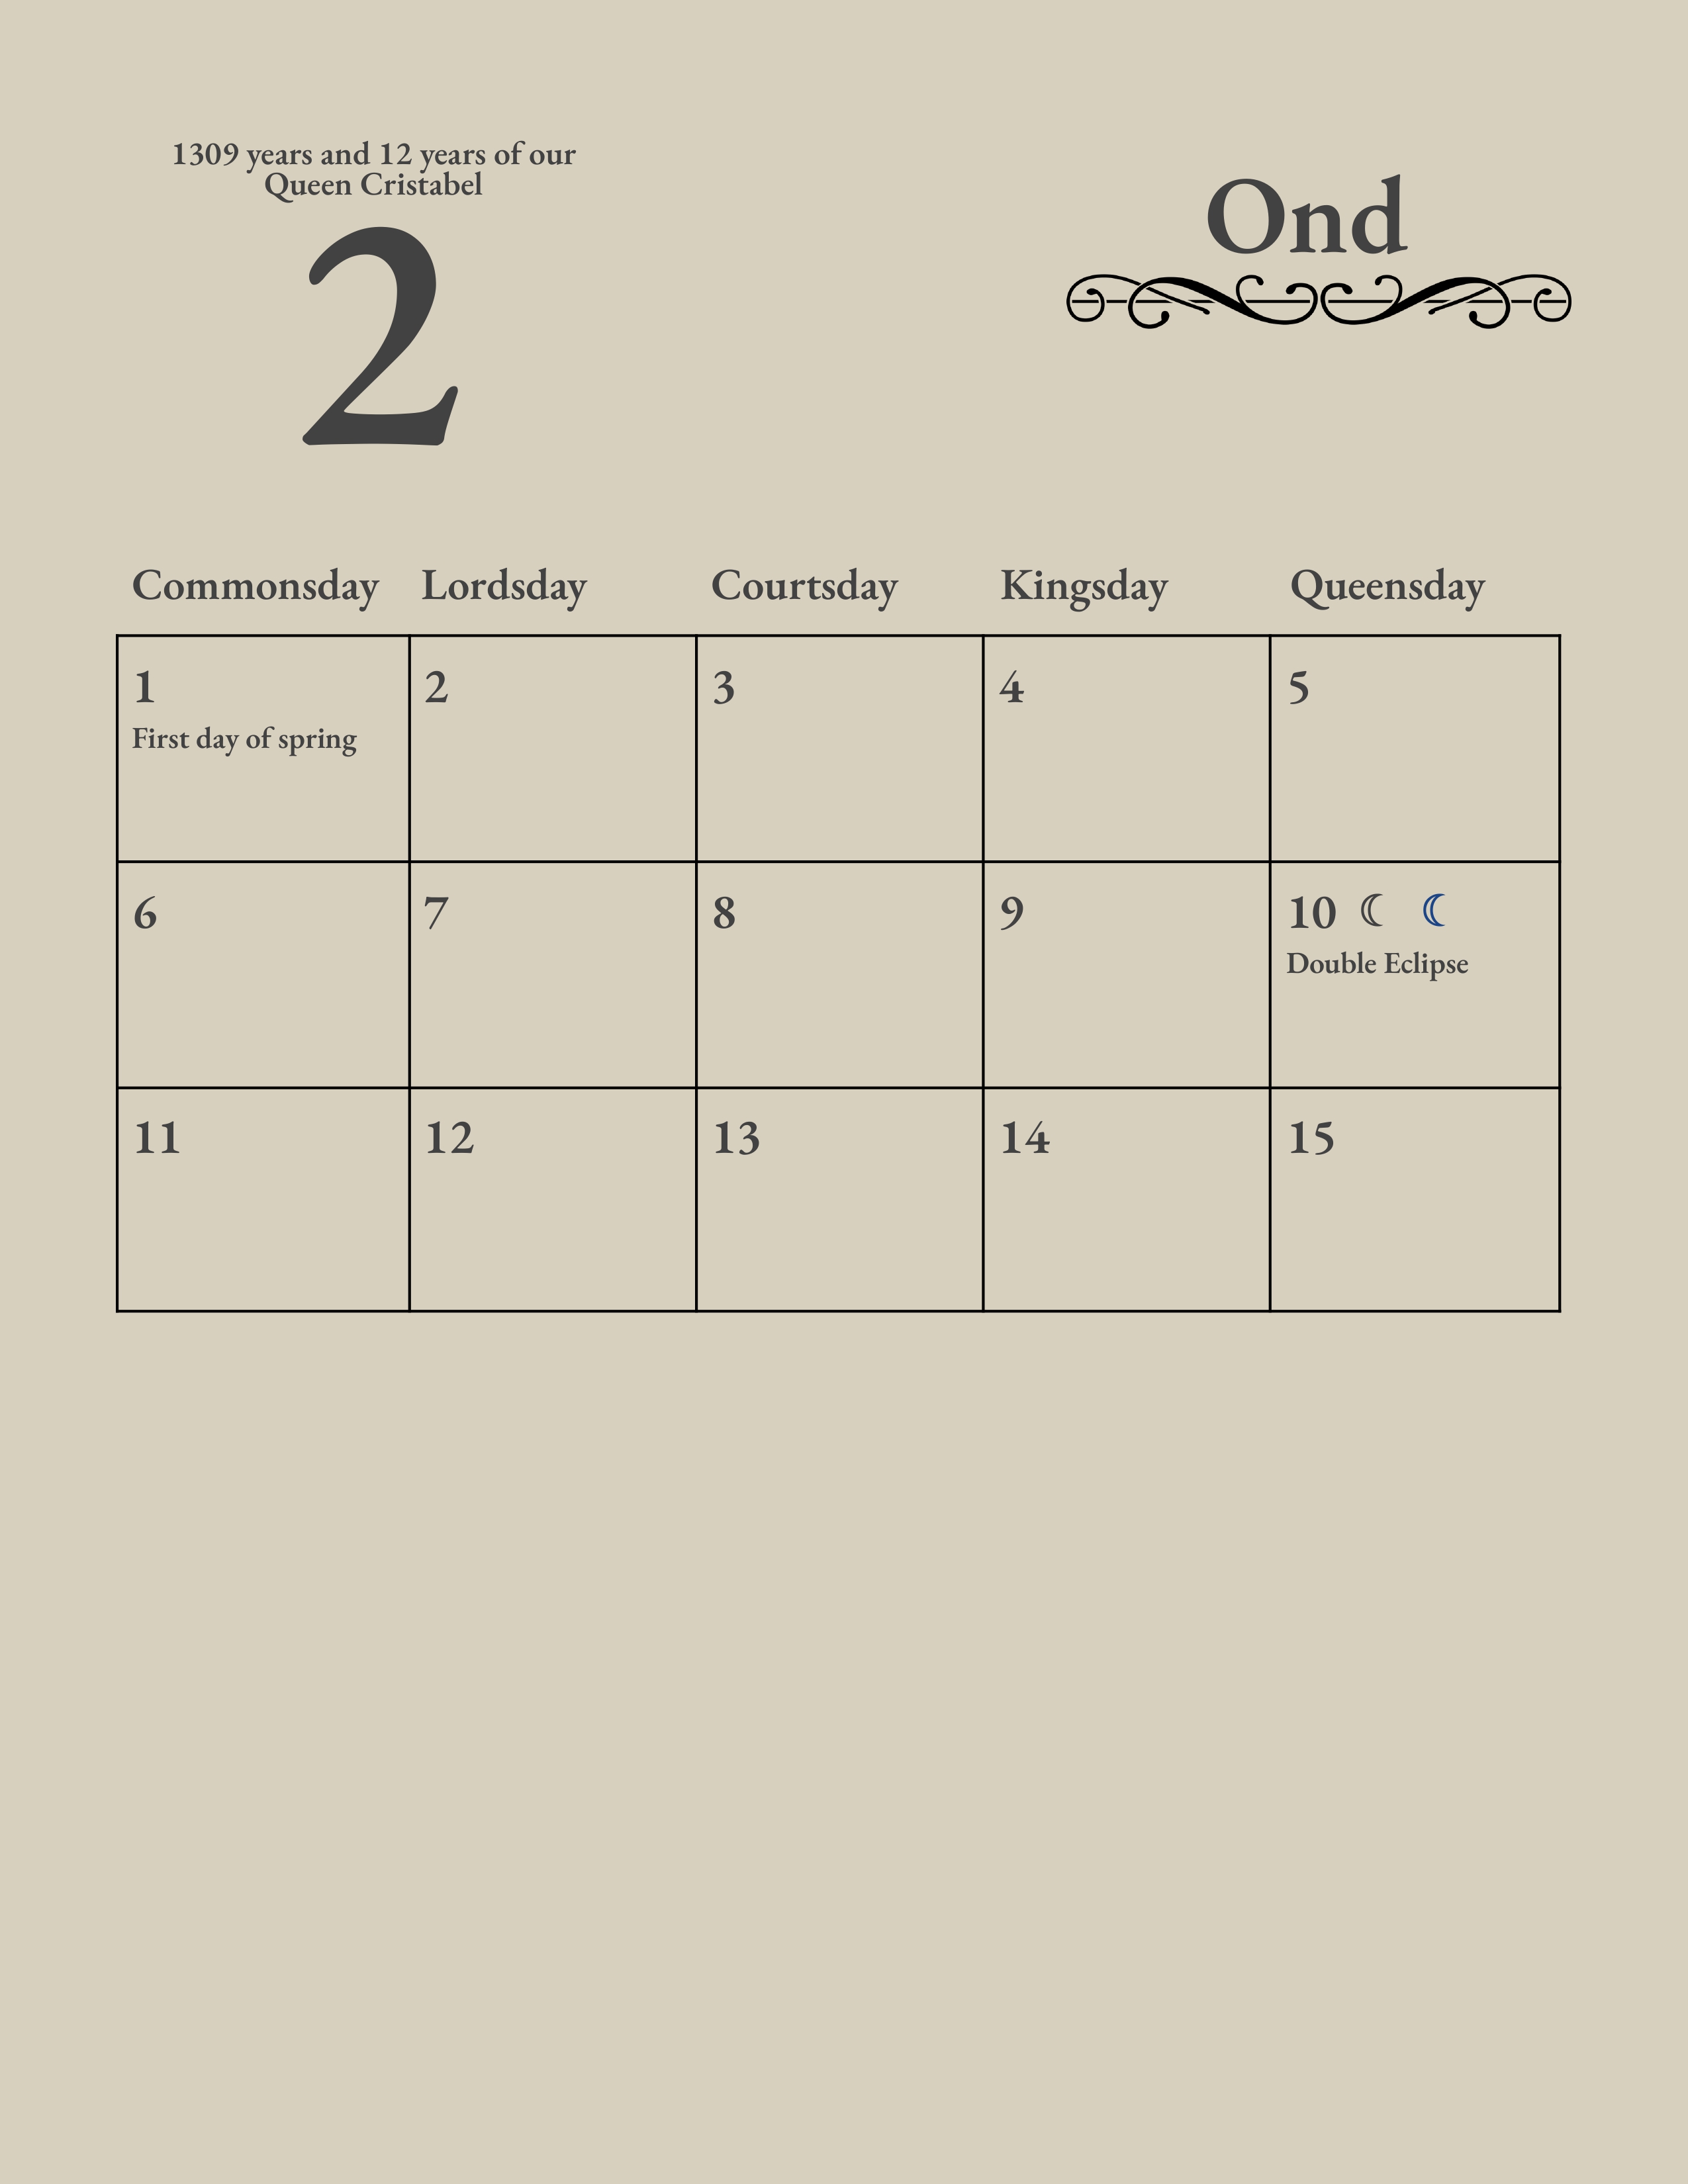 1309 years and 12 years of our
Queen Cristabel
2
Ond
Commonsday Lordsday Courtsday Kingsday Queensday
1 2 3 4 5
First day of spring
6 7 8 9 10 ☾ ☾
Double Eclipse
11 12 13 14 15